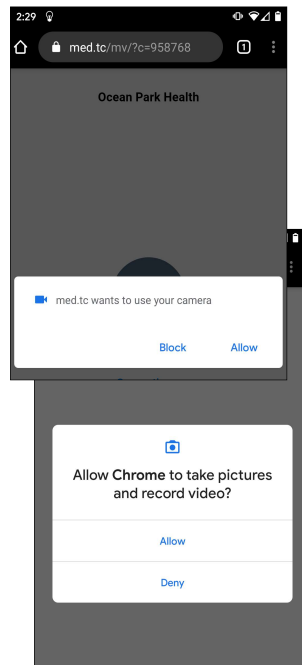 2:29
med.tc/mv/?c=958768
1
Ocean Park Health
med.tc wants to use your camera
Block Allow
Allow Chrome to take pictures
and record video?
Allow
Deny